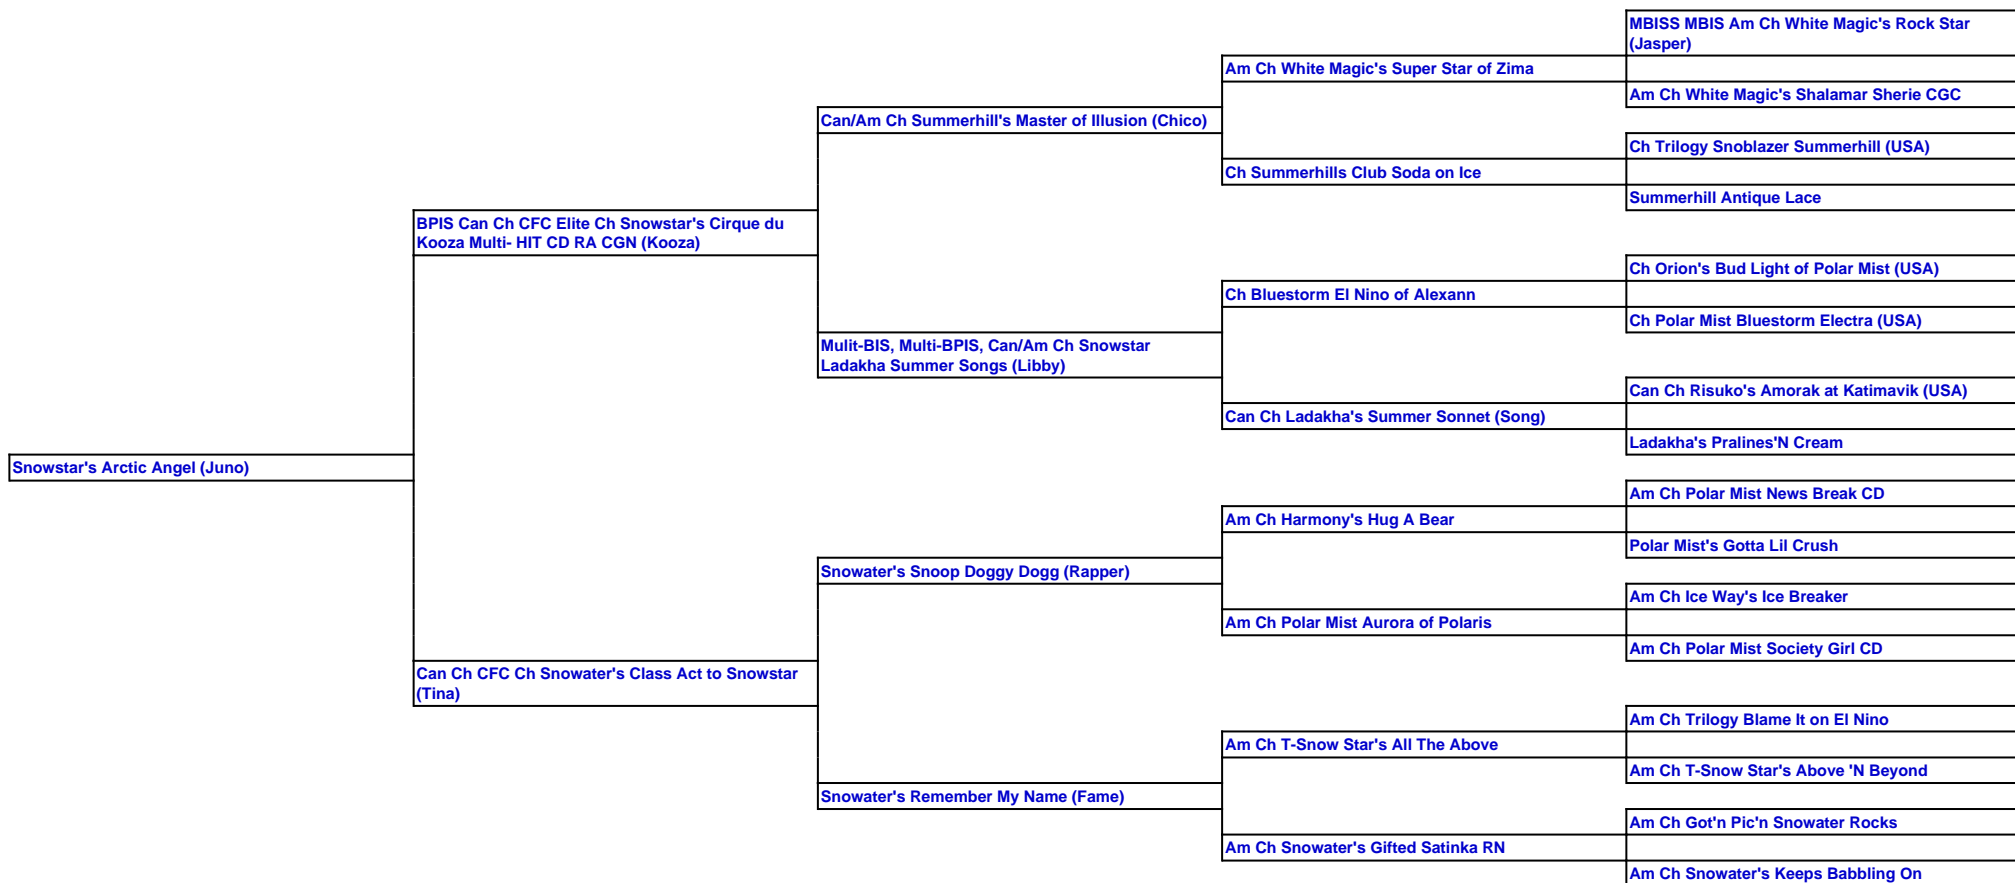 MBISS MBIS Am Ch White Magic's Rock Star
(Jasper)
Am Ch White Magic's Super Star of Zima
Am Ch White Magic's Shalamar Sherie CGC
Can/Am Ch Summerhill's Master of Illusion (Chico)
Ch Trilogy Snoblazer Summerhill (USA)
Ch Summerhills Club Soda on Ice
Summerhill Antique Lace
BPIS Can Ch CFC Elite Ch Snowstar's Cirque du
Kooza Multi- HIT CD RA CGN (Kooza)
Ch Orion's Bud Light of Polar Mist (USA)
Ch Bluestorm El Nino of Alexann
Ch Polar Mist Bluestorm Electra (USA)
Mulit-BIS, Multi-BPIS, Can/Am Ch Snowstar
Ladakha Summer Songs (Libby)
Can Ch Risuko's Amorak at Katimavik (USA)
Can Ch Ladakha's Summer Sonnet (Song)
Ladakha's Pralines'N Cream
Snowstar's Arctic Angel (Juno)
Am Ch Polar Mist News Break CD
Am Ch Harmony's Hug A Bear
Polar Mist's Gotta Lil Crush
Snowater's Snoop Doggy Dogg (Rapper)
Am Ch Ice Way's Ice Breaker
Am Ch Polar Mist Aurora of Polaris
Am Ch Polar Mist Society Girl CD
Can Ch CFC Ch Snowater's Class Act to Snowstar
(Tina)
Am Ch Trilogy Blame It on El Nino
Am Ch T-Snow Star's All The Above
Am Ch T-Snow Star's Above 'N Beyond
Snowater's Remember My Name (Fame)
Am Ch Got'n Pic'n Snowater Rocks
Am Ch Snowater's Gifted Satinka RN
Am Ch Snowater's Keeps Babbling On